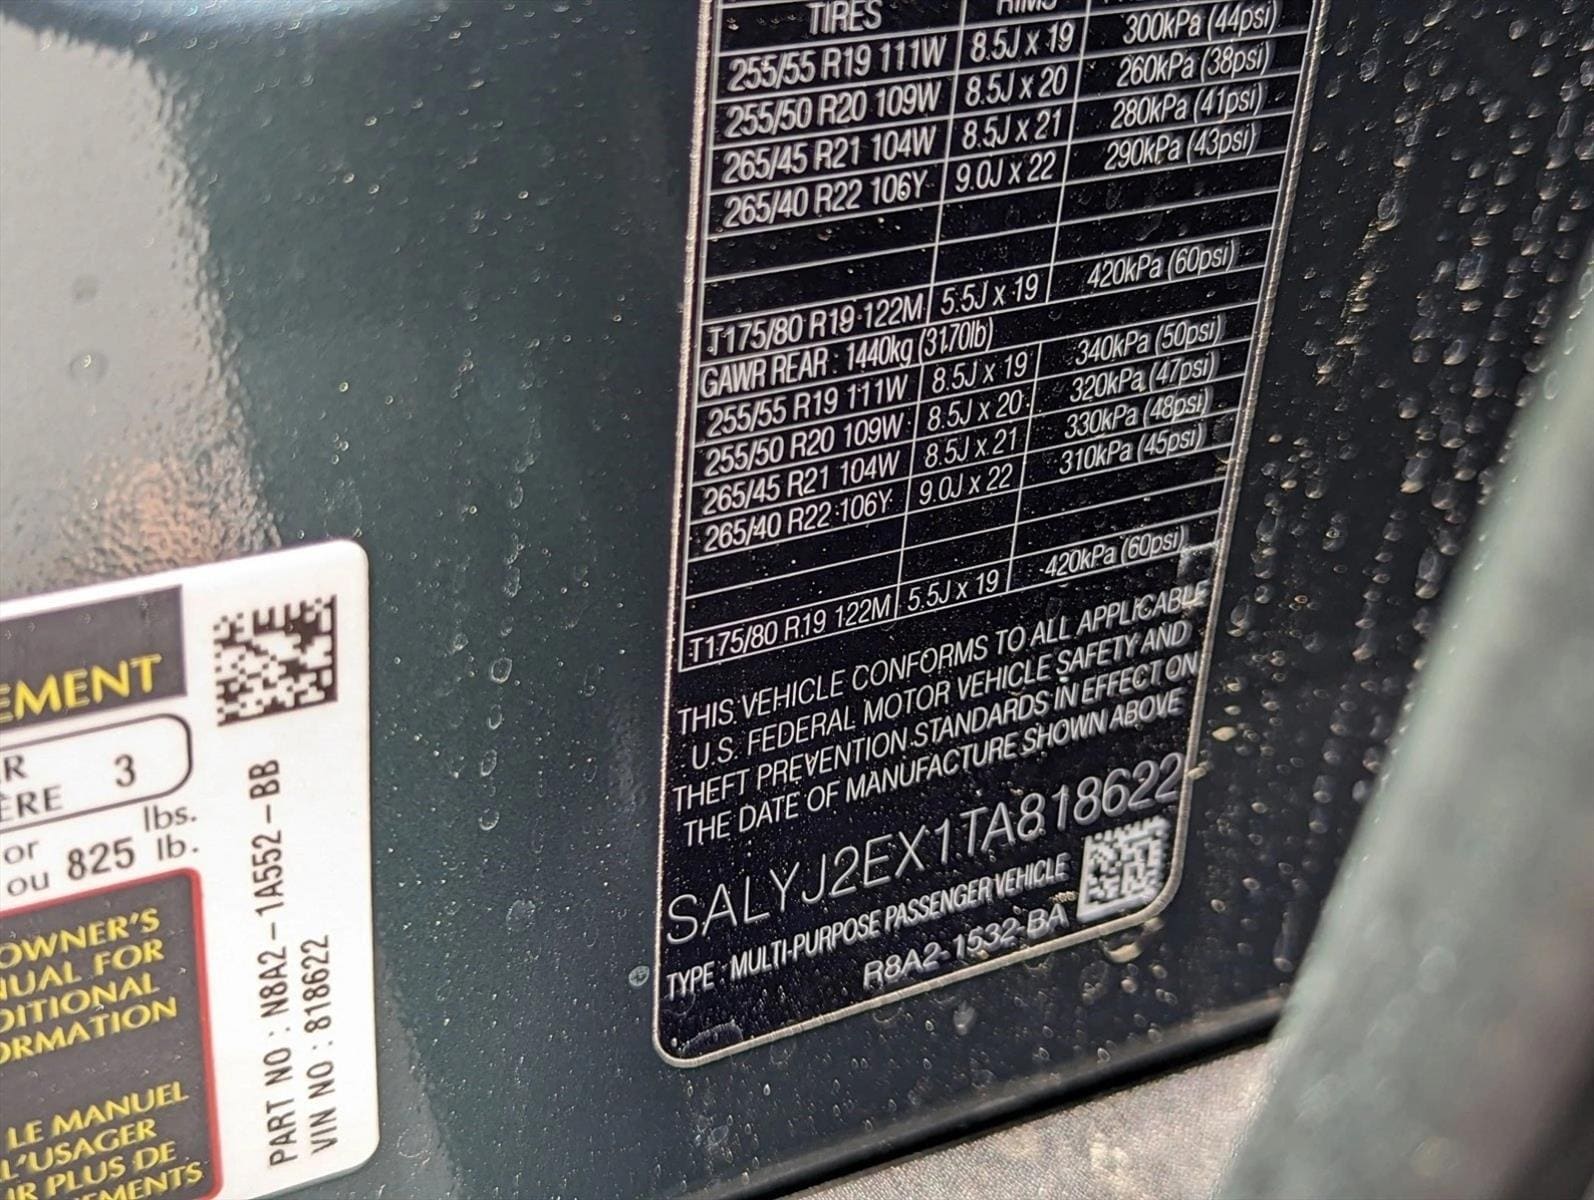 TIRES
255/55 R19 111W 8.5J x 19 300kPa (44psi)
255/50 R20 109W 8.5J x 20 260kPa (38psi)
265/45 R21 104W 8.5J x 21 280kPa (41psi)
265/40 R22 106Y 9.0J x 22 290kPa (43psi)
T175/80 R19 122M 5.5J x 19 420kPa (60psi)
GAWR REAR : 1440kg (3170lb)
255/55 R19 111W 8.5J x 19 340kPa (50psi)
255/50 R20 109W 8.5J x 20 320kPa (47psi)
265/45 R21 104W 8.5J x 21 330kPa (48psi)
265/40 R22 106Y 9.0J x 22 310kPa (45psi)
T175/80 R19 122M 5.5J x 19 420kPa (60psi)
THIS VEHICLE CONFORMS TO ALL APPLICABLE
U.S. FEDERAL MOTOR VEHICLE SAFETY AND
THEFT PREVENTION STANDARDS IN EFFECT ON
THE DATE OF MANUFACTURE SHOWN ABOVE
SALYJ2EX1TA818622
TYPE : MULTI-PURPOSE PASSENGER VEHICLE
R8A2-1532-BA
EMENT
R
ÈRE 3
or
ou 825 lbs.
lb.
OWNER'S
NUAL FOR
DITIONAL
ORMATION
LE MANUEL
L'USAGER
UR PLUS DE
GEMENTS
PART NO : N8A2-1A552-BB
VIN NO : 818622